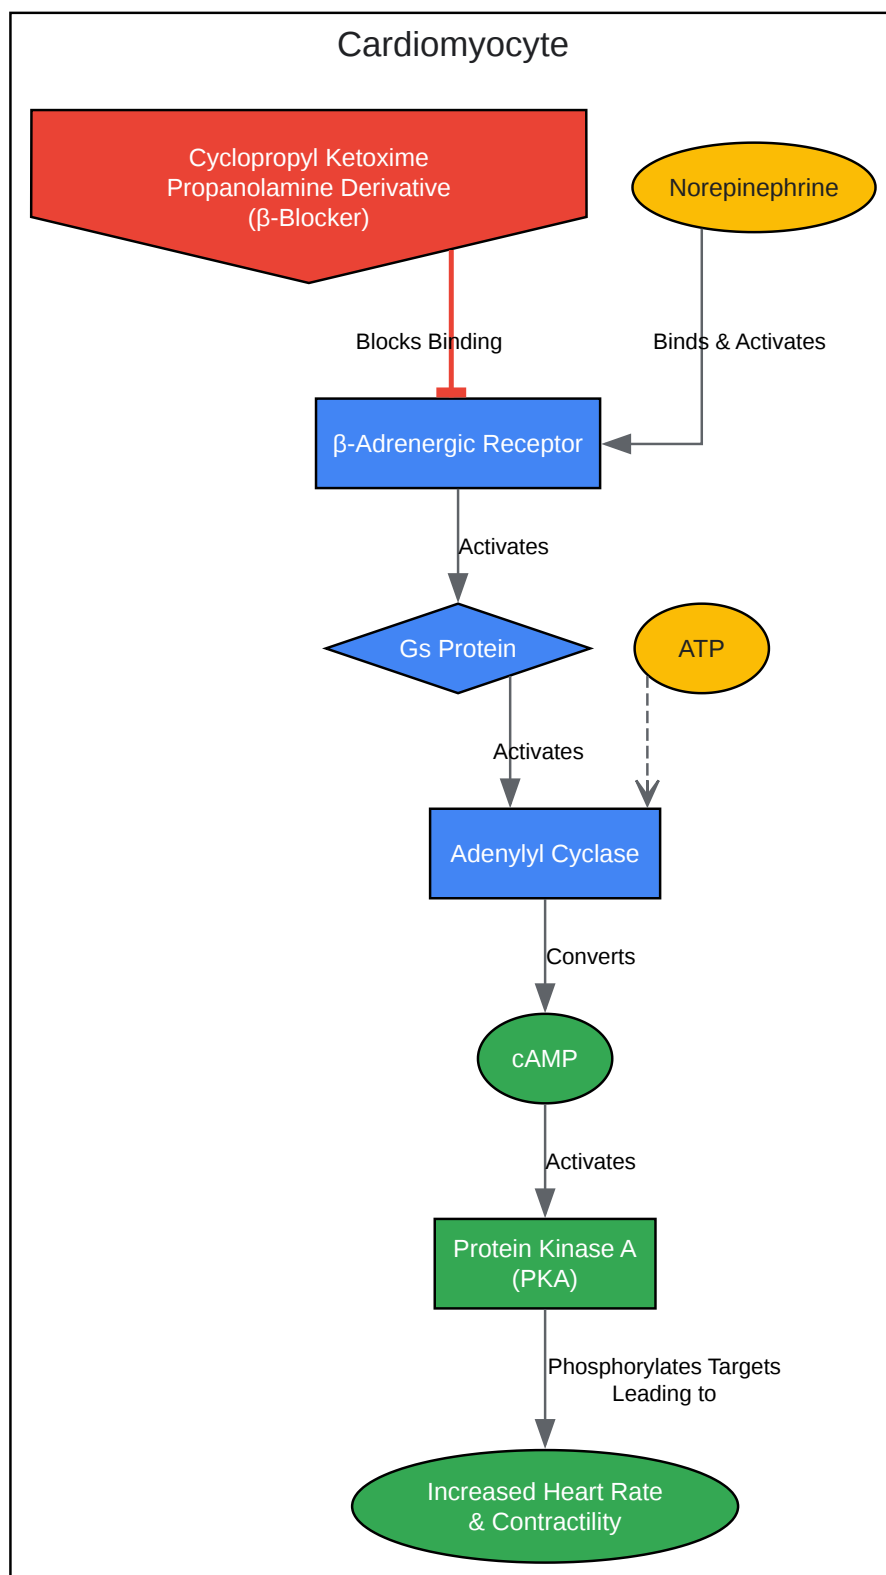 Cardiomyocyte
Cyclopropyl Ketoxime
Propanolamine Derivative
(β-Blocker)
Norepinephrine
Blocks Binding
Binds & Activates
β-Adrenergic Receptor
Activates
Gs Protein
ATP
Activates
Adenylyl Cyclase
Converts
cAMP
Activates
Protein Kinase A
(PKA)
Phosphorylates Targets
Leading to
Increased Heart Rate
& Contractility